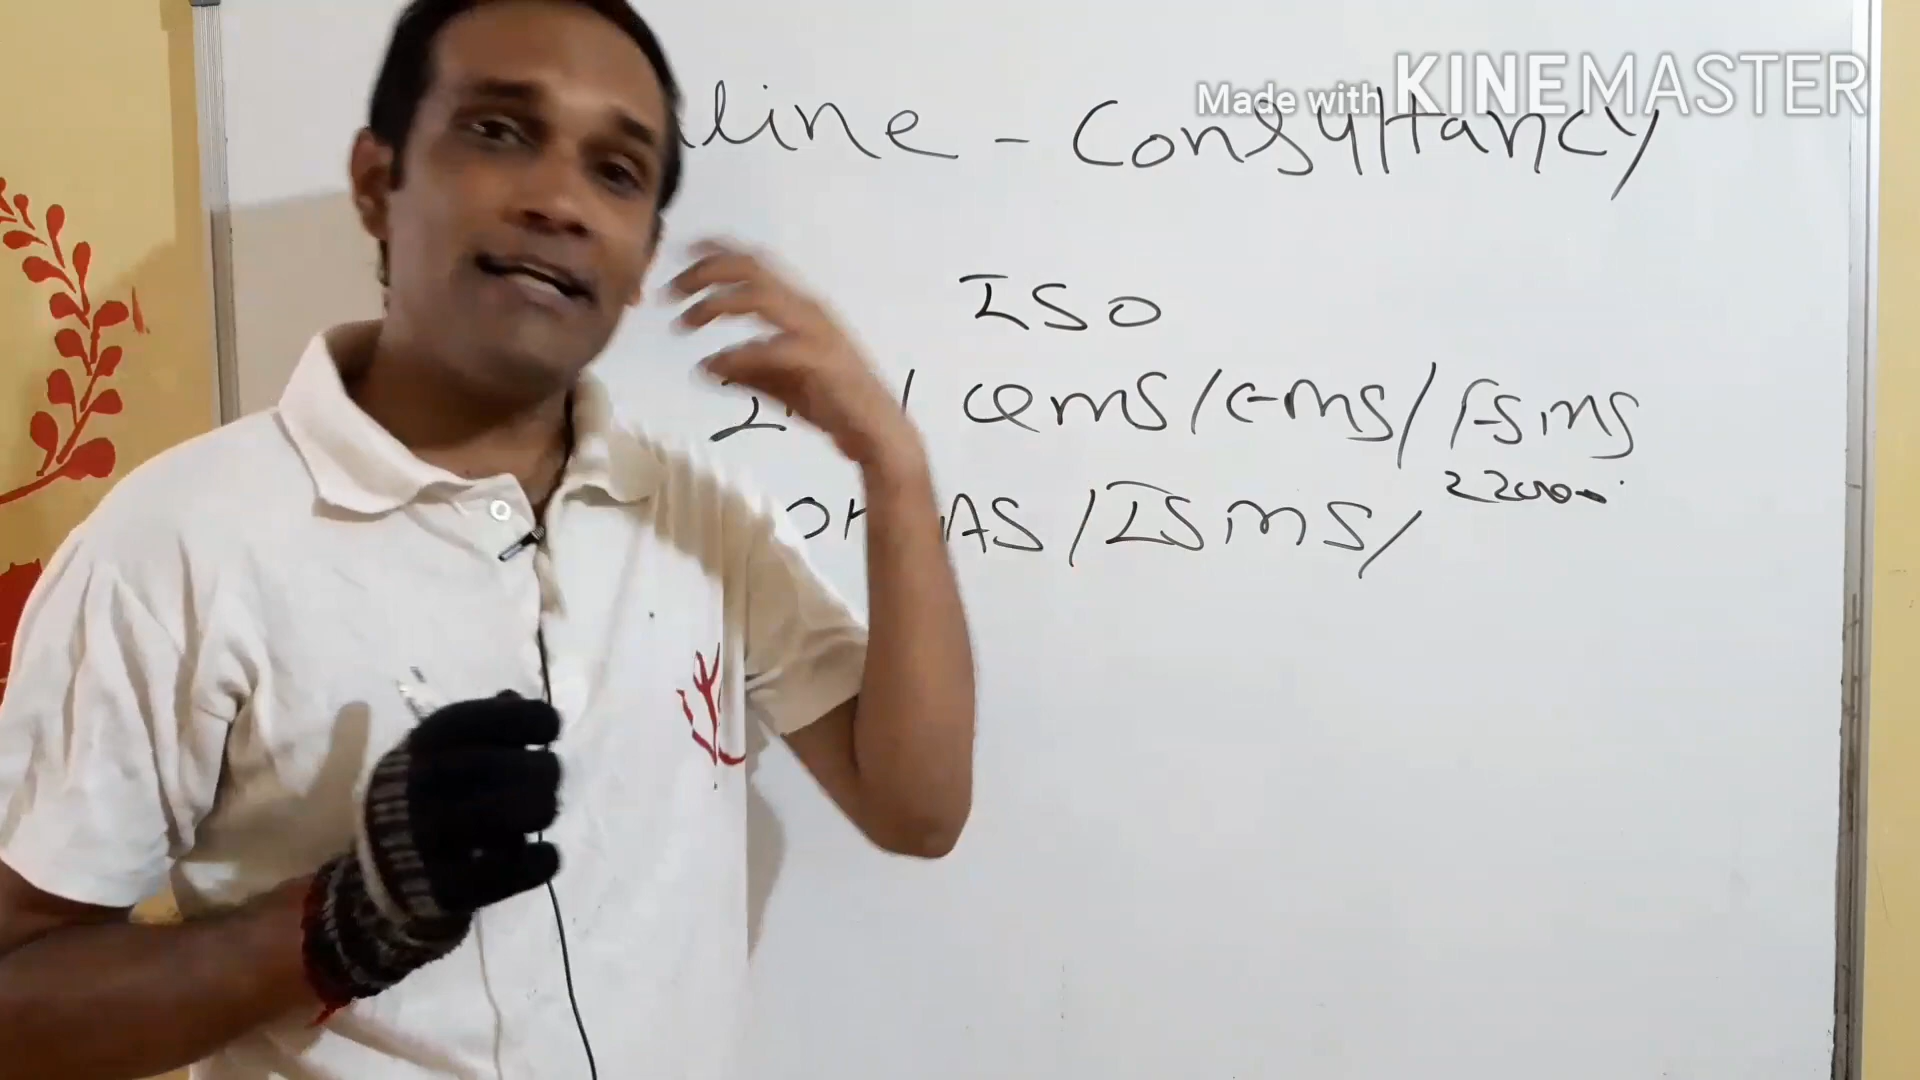 Made with KINEMASTER
line - Consultancy
ISO
/ QMS/EMS/FSMS
22000
AS/ISMS/